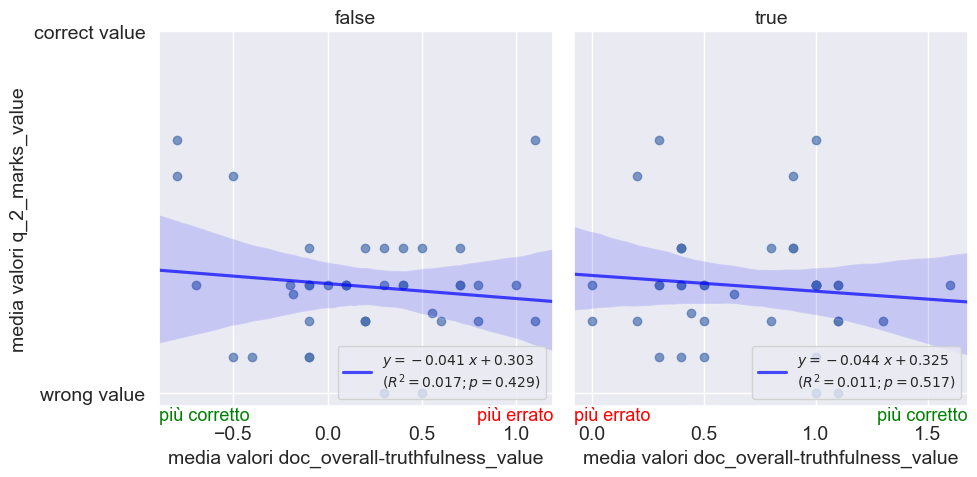 false
true
correct value
wrong value
media valori q_2_marks_value
y = −0.041 x + 0.303
(R² = 0.017; p = 0.429)
y = −0.044 x + 0.325
(R² = 0.011; p = 0.517)
più corretto
più errato
più errato
più corretto
−0.5 0.0 0.5 1.0
0.0 0.5 1.0 1.5
media valori doc_overall-truthfulness_value
media valori doc_overall-truthfulness_value